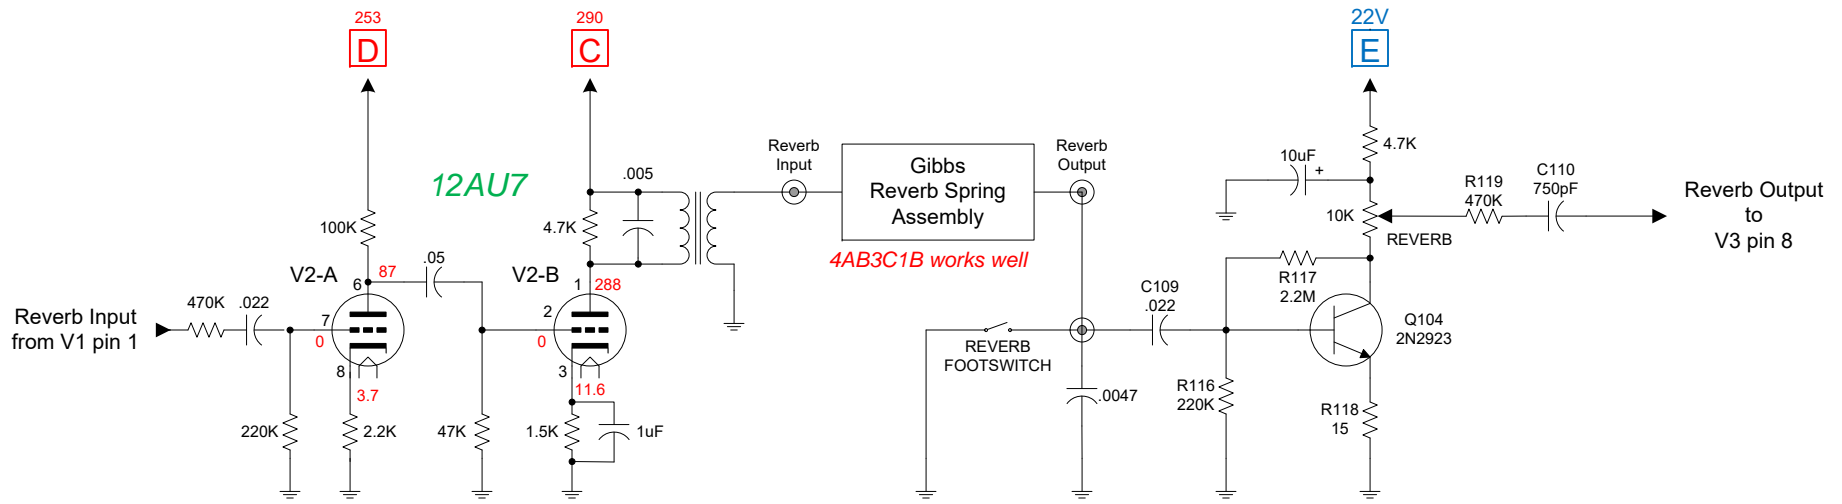 253
D
290
C
22V
E
12AU7
100K
V2-A
6
87
.05
7
0
8
3.7
Reverb Input
from V1 pin 1
470K
.022
220K
2.2K
47K
.005
4.7K
V2-B
1
288
2
0
3
11.6
1.5K
1uF
Reverb
Input
Gibbs
Reverb Spring
Assembly
4AB3C1B works well
Reverb
Output
REVERB
FOOTSWITCH
.0047
C109
.022
R116
220K
10uF
+
4.7K
10K
REVERB
R117
2.2M
Q104
2N2923
R118
15
R119
470K
C110
750pF
Reverb Output
to
V3 pin 8